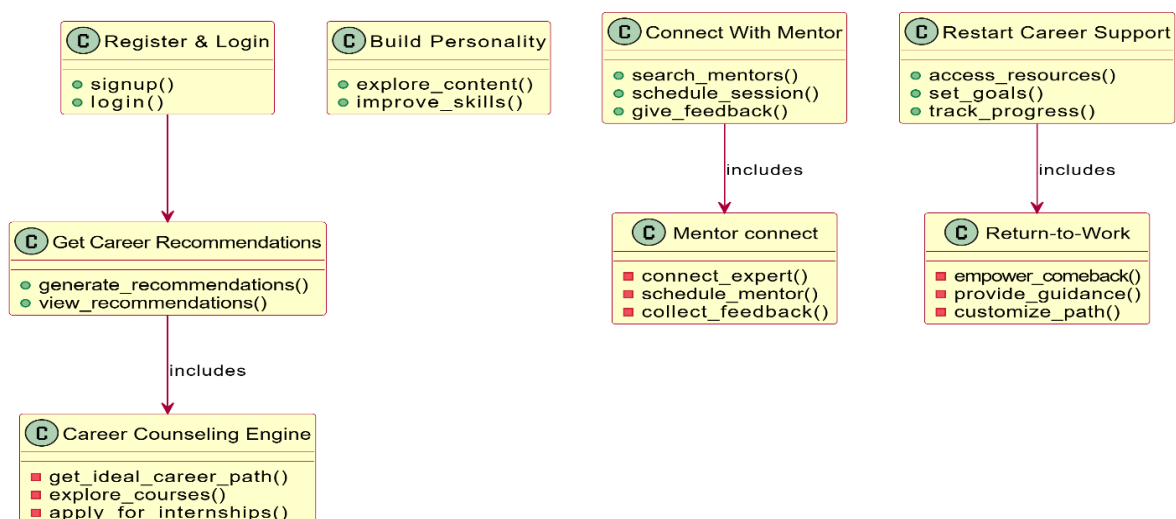 C Register & Login
signup()
login()
C Build Personality
explore_content()
improve_skills()
C Connect With Mentor
search_mentors()
schedule_session()
give_feedback()
C Restart Career Support
access_resources()
set_goals()
track_progress()
includes
includes
C Get Career Recommendations
generate_recommendations()
view_recommendations()
C Mentor connect
connect_expert()
schedule_mentor()
collect_feedback()
C Return-to-Work
empower_comeback()
provide_guidance()
customize_path()
includes
C Career Counseling Engine
get_ideal_career_path()
explore_courses()
apply_for_internships()